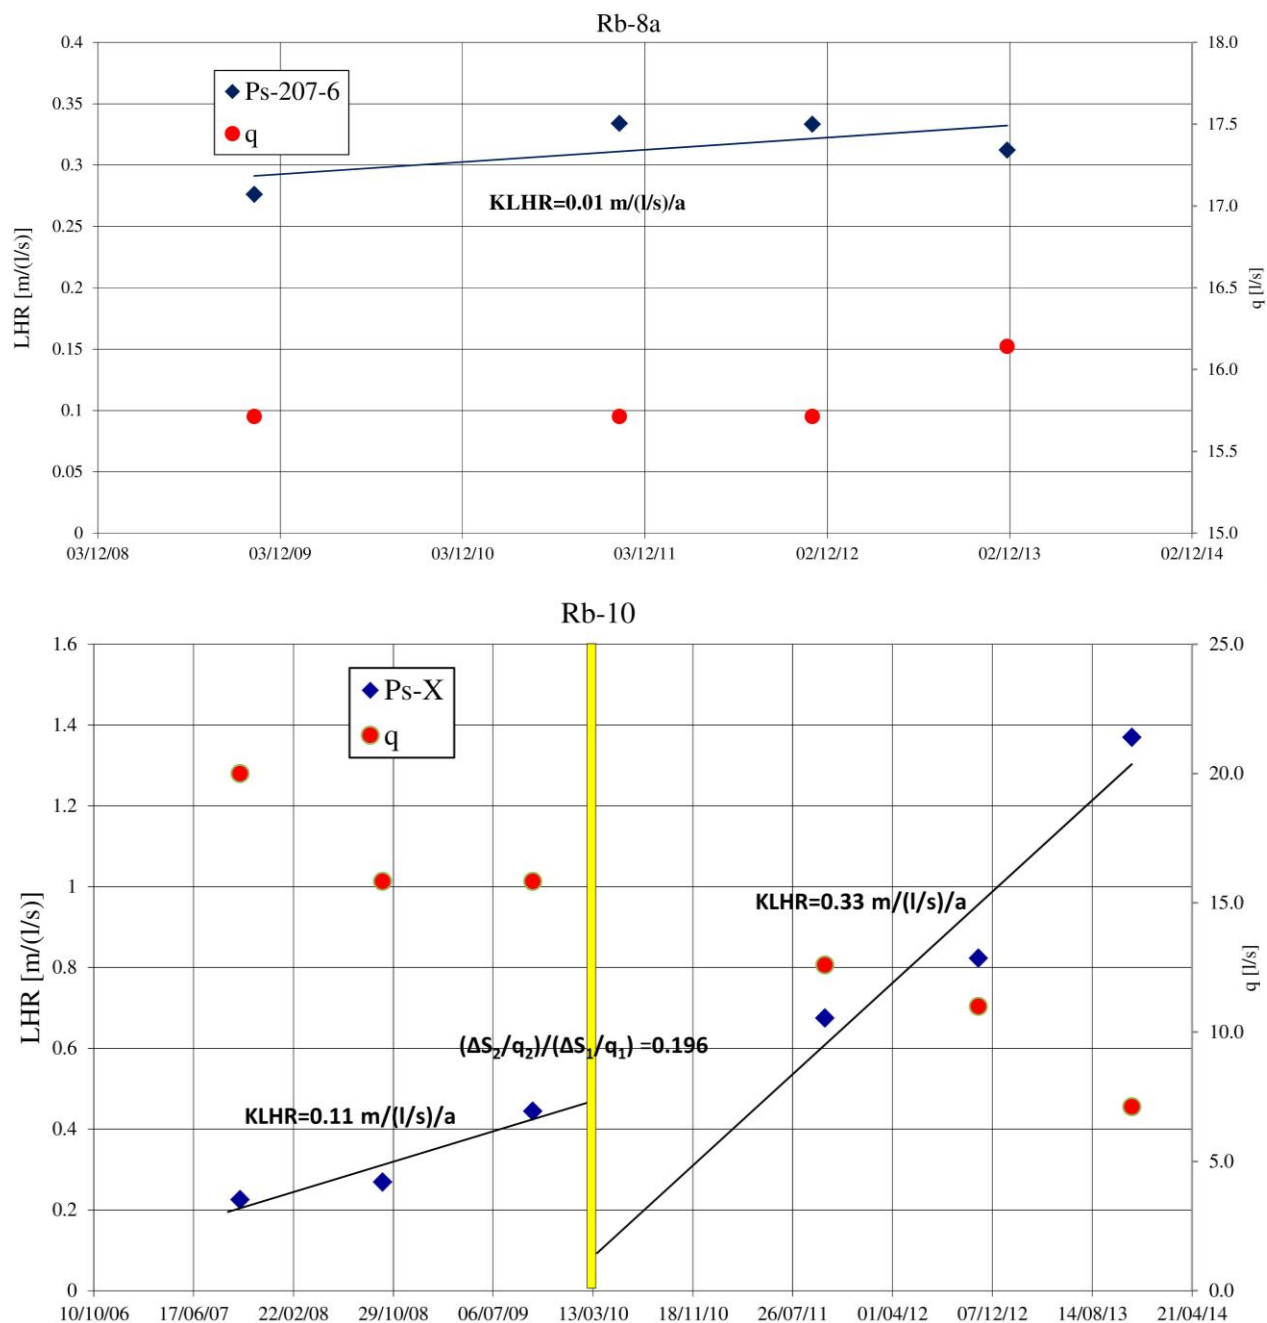 Rb-8a
0.4
0.35
0.3
0.25
0.2
0.15
0.1
0.05
0
LHR [m/(l/s)]
Ps-207-6
q
KLHR=0.01 m/(l/s)/a
18.0
17.5
17.0
16.5
16.0
15.5
15.0
q [l/s]
03/12/08 03/12/09 03/12/10 03/12/11 02/12/12 02/12/13 02/12/14
Rb-10
1.6
1.4
1.2
1
0.8
0.6
0.4
0.2
0
LHR [m/(l/s)]
Ps-X
q
KLHR=0.33 m/(l/s)/a
(ΔS₂/q₂)/(ΔS₁/q₁) =0.196
KLHR=0.11 m/(l/s)/a
25.0
20.0
15.0
10.0
5.0
0.0
q [l/s]
10/10/06 17/06/07 22/02/08 29/10/08 06/07/09 13/03/10 18/11/10 26/07/11 01/04/12 07/12/12 14/08/13 21/04/14